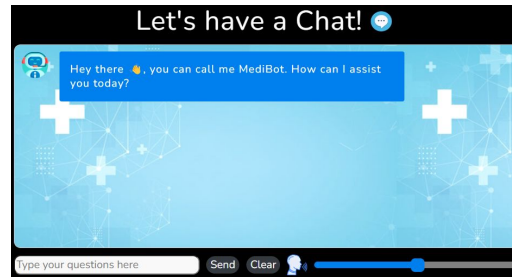 Let's have a Chat! 💬
Hey there 👋, you can call me MediBot. How can I assist
you today?
Type your questions here
Send
Clear